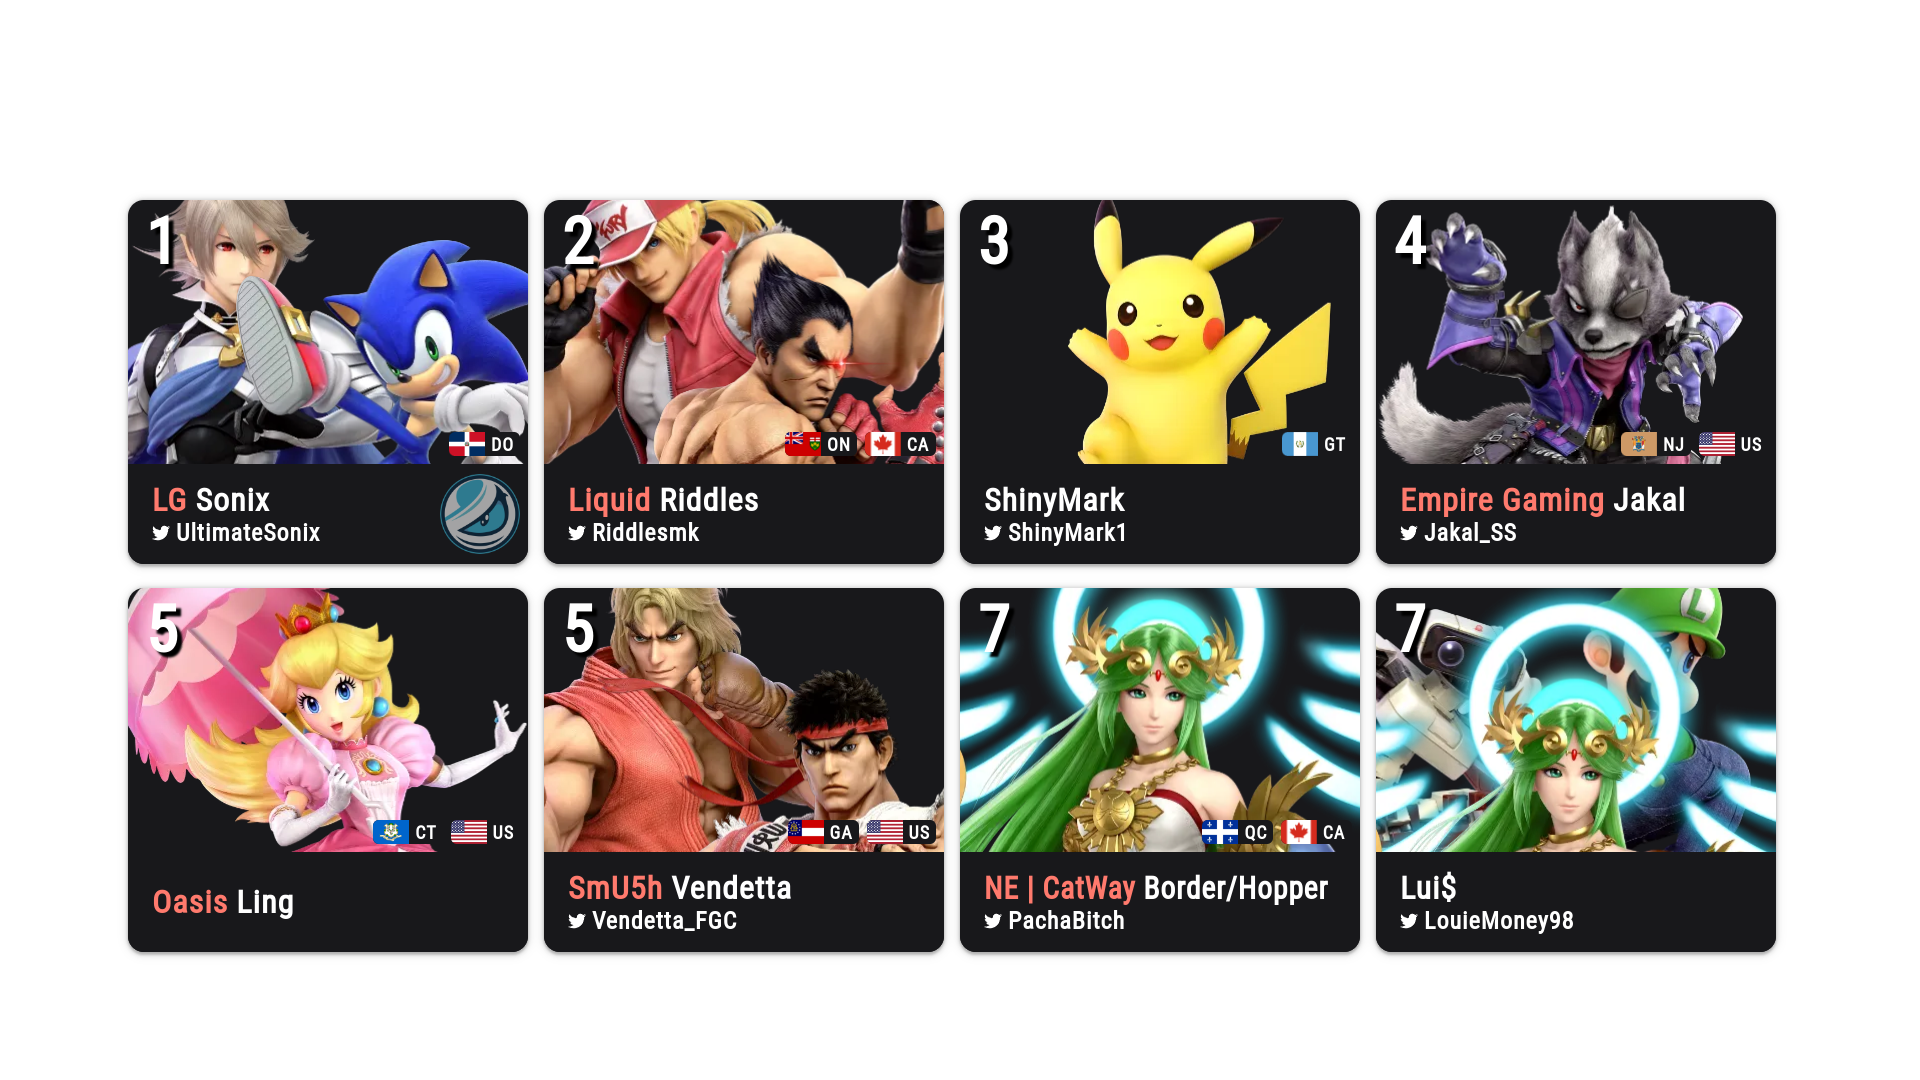 1
DO
LG Sonix
UltimateSonix
2
ON CA
Liquid Riddles
Riddlesmk
3
GT
ShinyMark
ShinyMark1
4
NJ US
Empire Gaming Jakal
Jakal_SS
5
CT US
Oasis Ling
5
GA US
SmU5h Vendetta
Vendetta_FGC
7
QC CA
NE | CatWay Border/Hopper
PachaBitch
7
L
Lui$
LouieMoney98